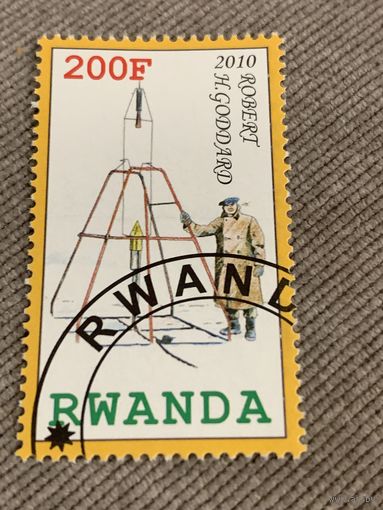 200F
2010
ROBERT
H.GODDARD
RWAND
RWANDA